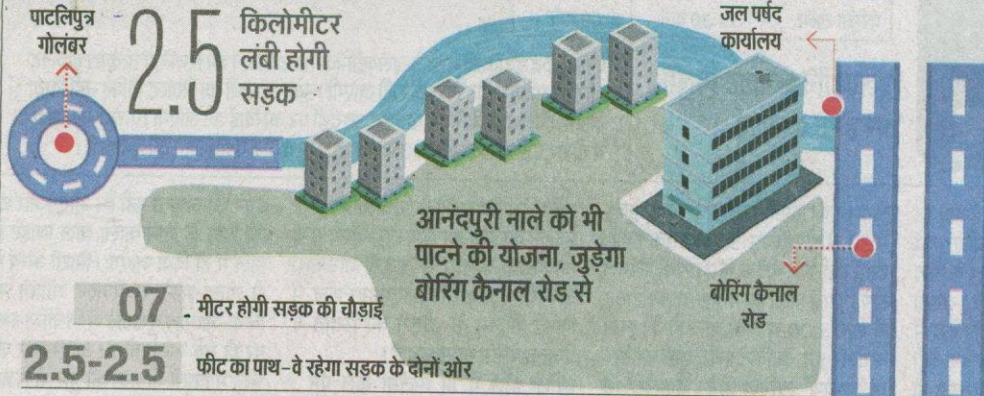 पाटलिपुत्र
गोलंबर
2.5
किलोमीटर
लंबी होगी
सड़क
जल पर्षद
कार्यालय
आनंदपुरी नाले को भी
पाटने की योजना, जुड़ेगा
बोरिंग कैनाल रोड से
बोरिंग कैनाल
रोड
07 मीटर होगी सड़क की चौड़ाई
2.5-2.5 फीट का पाथ-वे रहेगा सड़क के दोनों ओर